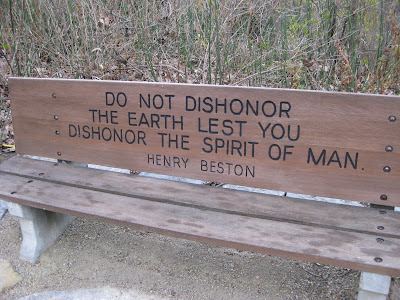 DO NOT DISHONOR
THE EARTH LEST YOU
DISHONOR THE SPIRIT OF MAN.
HENRY BESTON